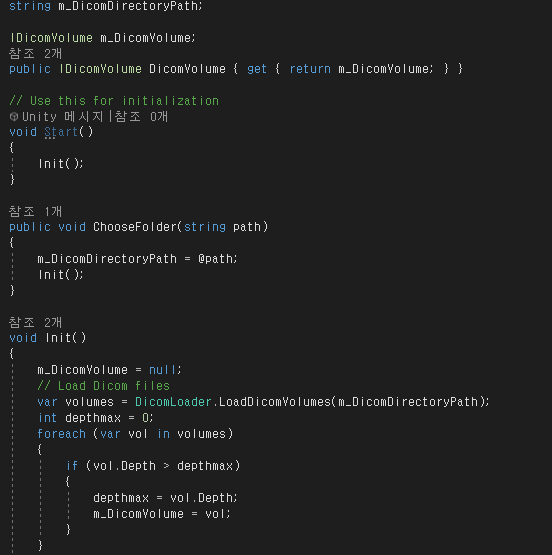 string m_DicomDirectoryPath;
IDicomVolume m_DicomVolume;
참조 2개
public IDicomVolume DicomVolume { get { return m_DicomVolume; } }
// Use this for initialization
Unity 메시지|참조 0개
void Start()
{
Init();
}
참조 1개
public void ChooseFolder(string path)
{
m_DicomDirectoryPath = @path;
Init();
}
참조 2개
void Init()
{
m_DicomVolume = null;
// Load Dicom files
var volumes = DicomLoader.LoadDicomVolumes(m_DicomDirectoryPath);
int depthmax = 0;
foreach (var vol in volumes)
{
if (vol.Depth > depthmax)
{
depthmax = vol.Depth;
m_DicomVolume = vol;
}
}